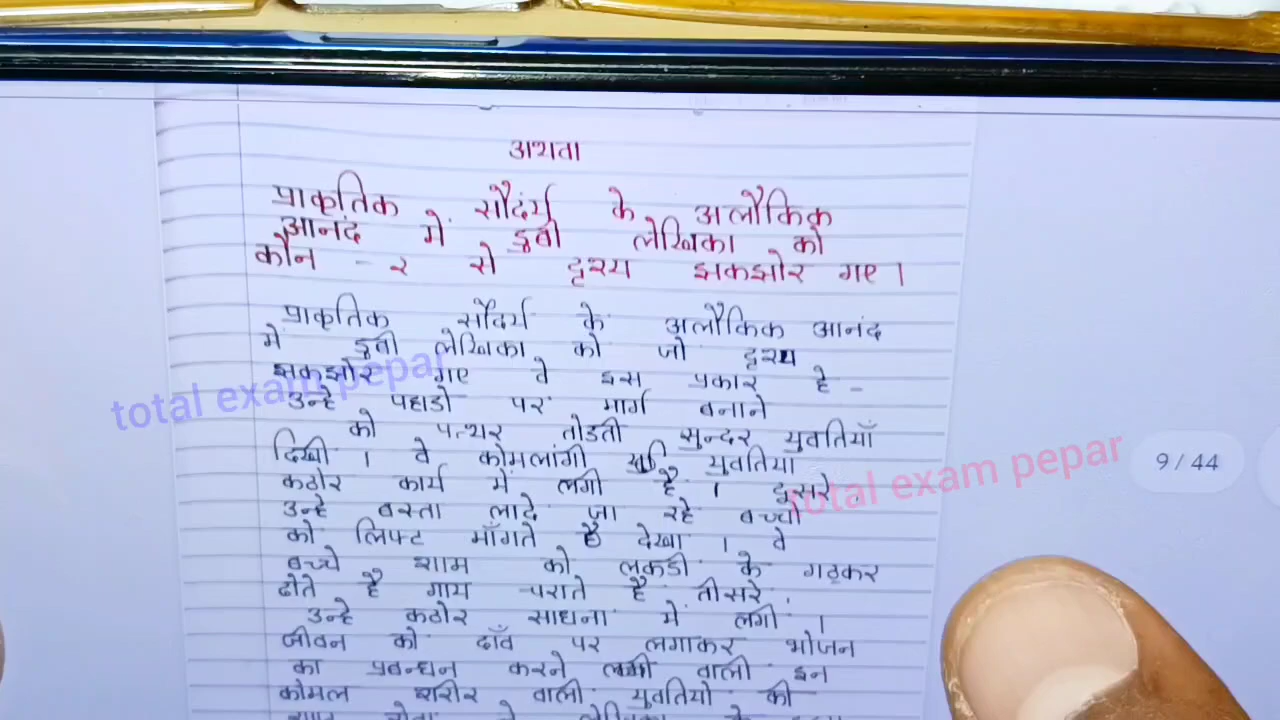 अथवा
प्राकृतिक सौदंर्य के अलौकिक
आनंद में डुबी लेखिका को
कौन - २ से दृश्य झकझोर गए।
प्राकृतिक सौंदर्य के अलौकिक आनंद
में डुबी लेखिका को जो दृश्य
झकझोर गए वे इस प्रकार है -
उन्हे पहाडो पर मार्ग बनाने
को पत्थर तोडती सुन्दर युवतियाँ
दिखी । वे कोमलांगी युवतिया
कठोर कार्य में लगी है । दूसरे
उन्हे बस्ता लादे जा रहे बच्चो
को लिफ्ट माँगते है देखा । वे
बच्चे शाम को लकडी के गठ्कर
ढोते है गाय चराते है तीसरे ,
उन्हे कठोर साधना में लगी ।
जीवन को दाँव पर लगाकर भोजन
का प्रबन्धन करने वाली इन
कोमल शरीर वाली युवतियो की
total exam pepar
total exam pepar
9 / 44